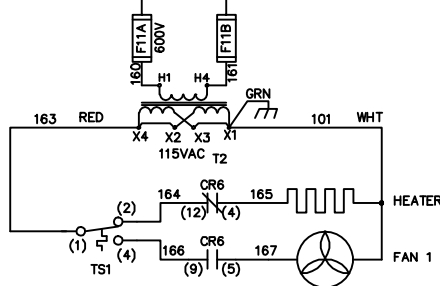 F11A 600V F11B
160 H1 H4 161
GRN
163 RED X4 X2 X3 X1 101 WHT
115VAC T2
164 CR6 165
(2) (12) (4) HEATER
(1)
(4) 166 CR6 167
TS1 (9) (5) FAN 1